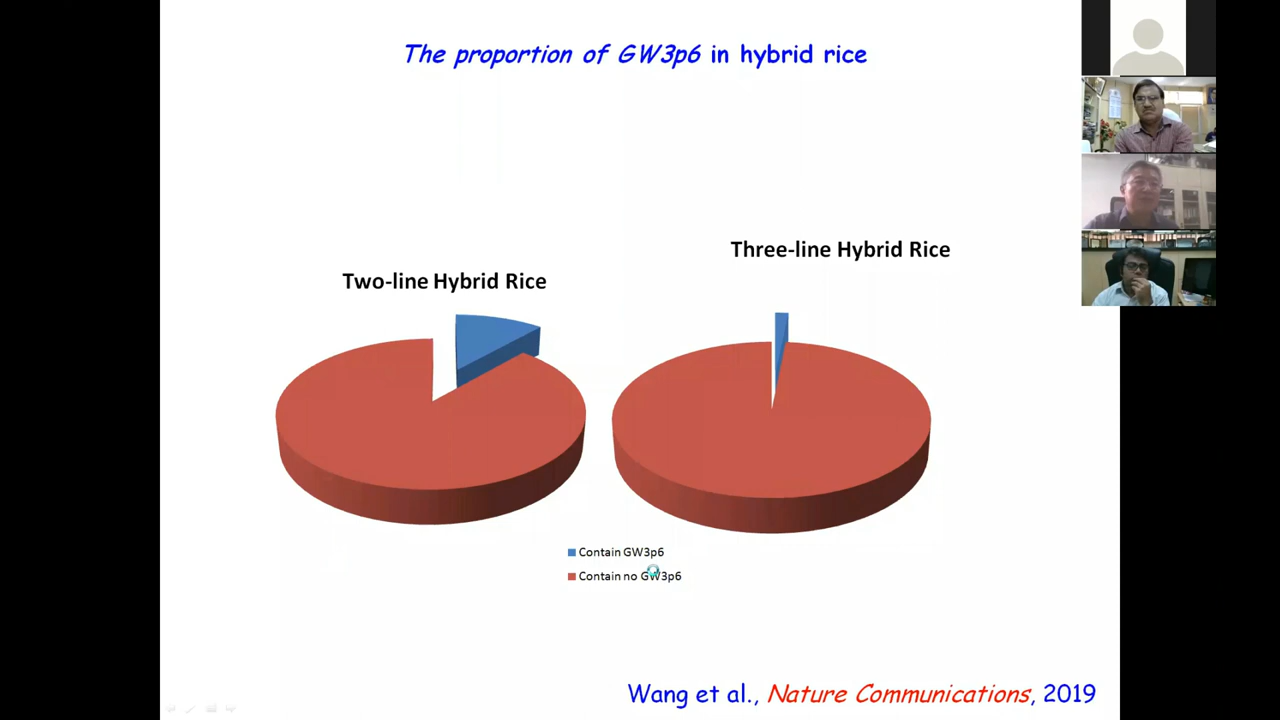 The proportion of GW3p6 in hybrid rice
Two-line Hybrid Rice
Three-line Hybrid Rice
Contain GW3p6
Contain no GW3p6
Wang et al., Nature Communications, 2019